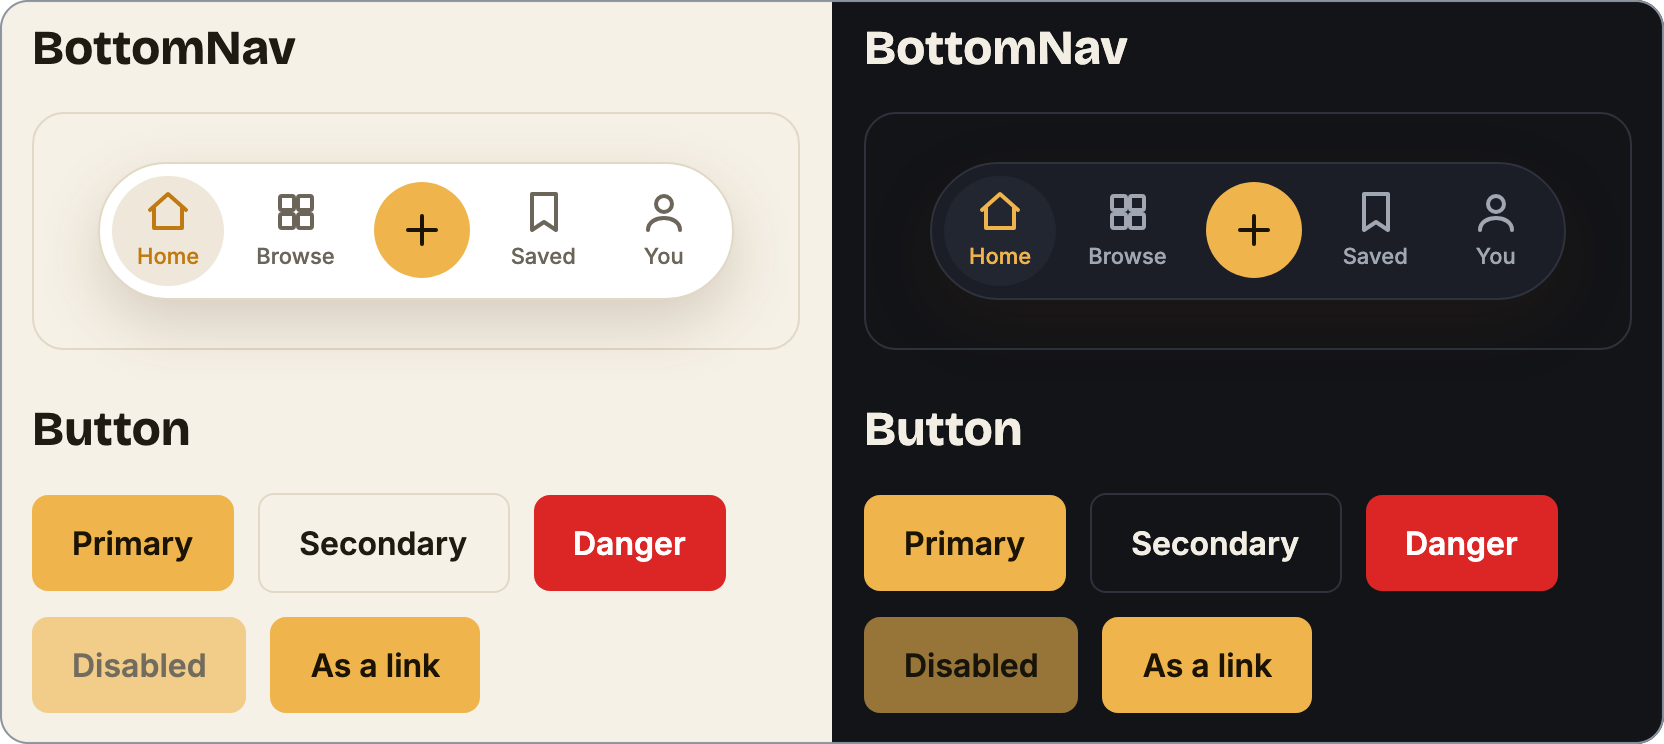 BottomNav
Home Browse Saved You
Button
Primary Secondary Danger
Disabled As a link
BottomNav
Home Browse Saved You
Button
Primary Secondary Danger
Disabled As a link